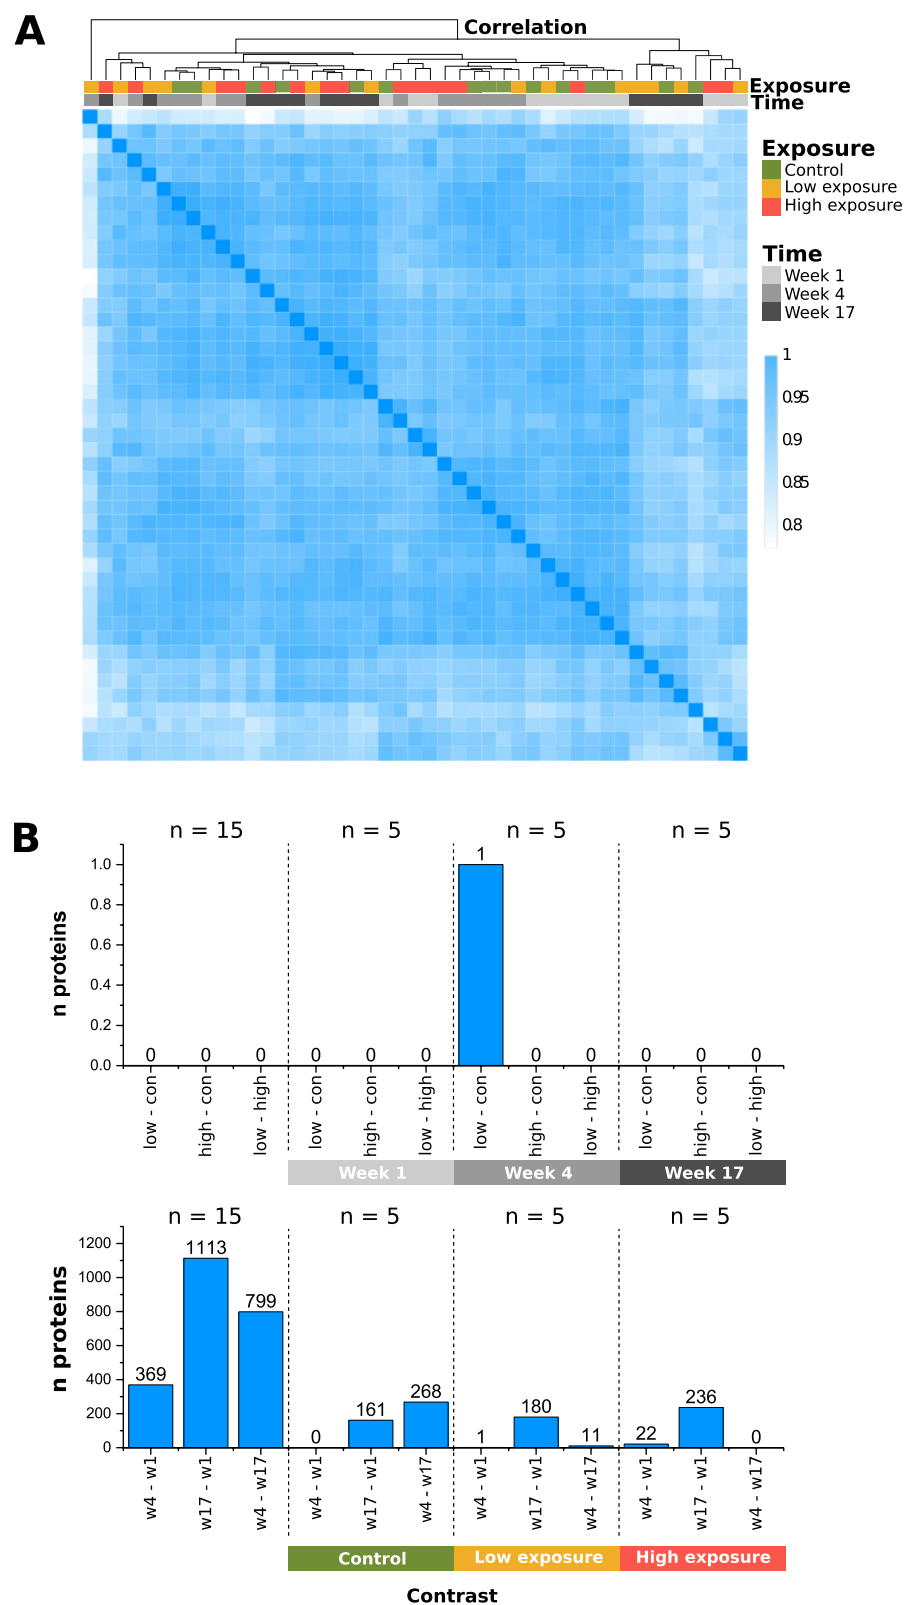 A
Correlation
Exposure
Time
Exposure
Control
Low exposure
High exposure
Time
Week 1
Week 4
Week 17
1
0.95
0.9
0.85
0.8
B
n = 15 n = 5 n = 5 n = 5
n proteins
1.0
0.8
0.6
0.4
0.2
0.0
0 0 0 0 0 0 1 0 0 0 0 0
low - con high - con low - high low - con high - con low - high low - con high - con low - high low - con high - con low - high
Week 1 Week 4 Week 17
n = 15 n = 5 n = 5 n = 5
n proteins
1200
1000
800
600
400
200
0
369 1113 799 0 161 268 1 180 11 22 236 0
w4 - w1 w17 - w1 w4 - w17 w4 - w1 w17 - w1 w4 - w17 w4 - w1 w17 - w1 w4 - w17 w4 - w1 w17 - w1 w4 - w17
Control Low exposure High exposure
Contrast